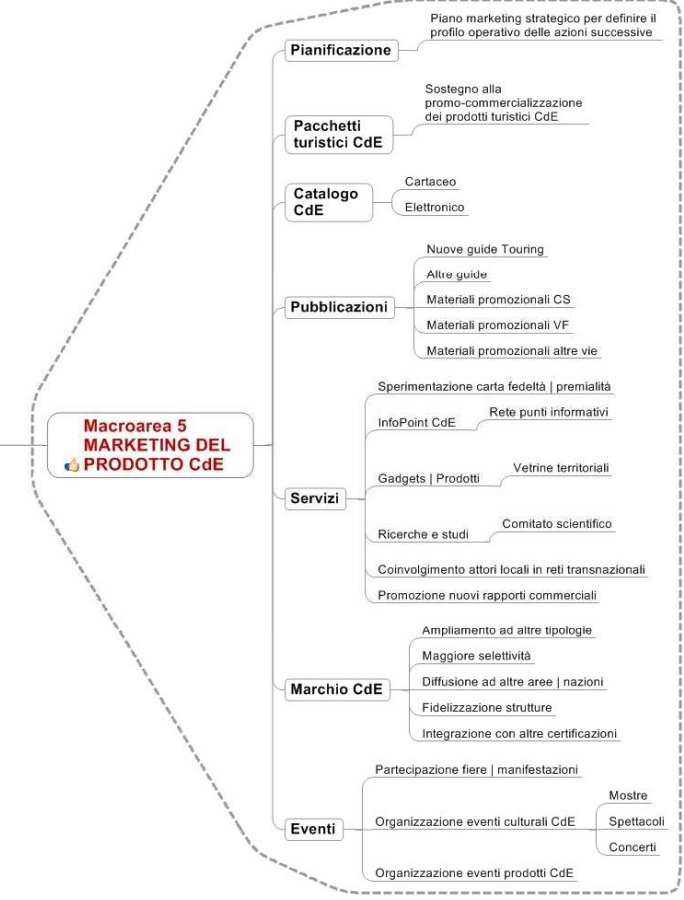 Macroarea 5
MARKETING DEL
PRODOTTO CdE
Pianificazione
Piano marketing strategico per definire il
profilo operativo delle azioni successive
Pacchetti
turistici CdE
Sostegno alla
promo-commercializzazione
dei prodotti turistici CdE
Catalogo
CdE
Cartaceo
Elettronico
Pubblicazioni
Nuove guide Touring
Altre guide
Materiali promozionali CS
Materiali promozionali VF
Materiali promozionali altre vie
Servizi
Sperimentazione carta fedeltà | premialità
InfoPoint CdE
Rete punti informativi
Gadgets | Prodotti
Vetrine territoriali
Ricerche e studi
Comitato scientifico
Coinvolgimento attori locali in reti transnazionali
Promozione nuovi rapporti commerciali
Marchio CdE
Ampliamento ad altre tipologie
Maggiore selettività
Diffusione ad altre aree | nazioni
Fidelizzazione strutture
Integrazione con altre certificazioni
Eventi
Partecipazione fiere | manifestazioni
Organizzazione eventi culturali CdE
Mostre
Spettacoli
Concerti
Organizzazione eventi prodotti CdE